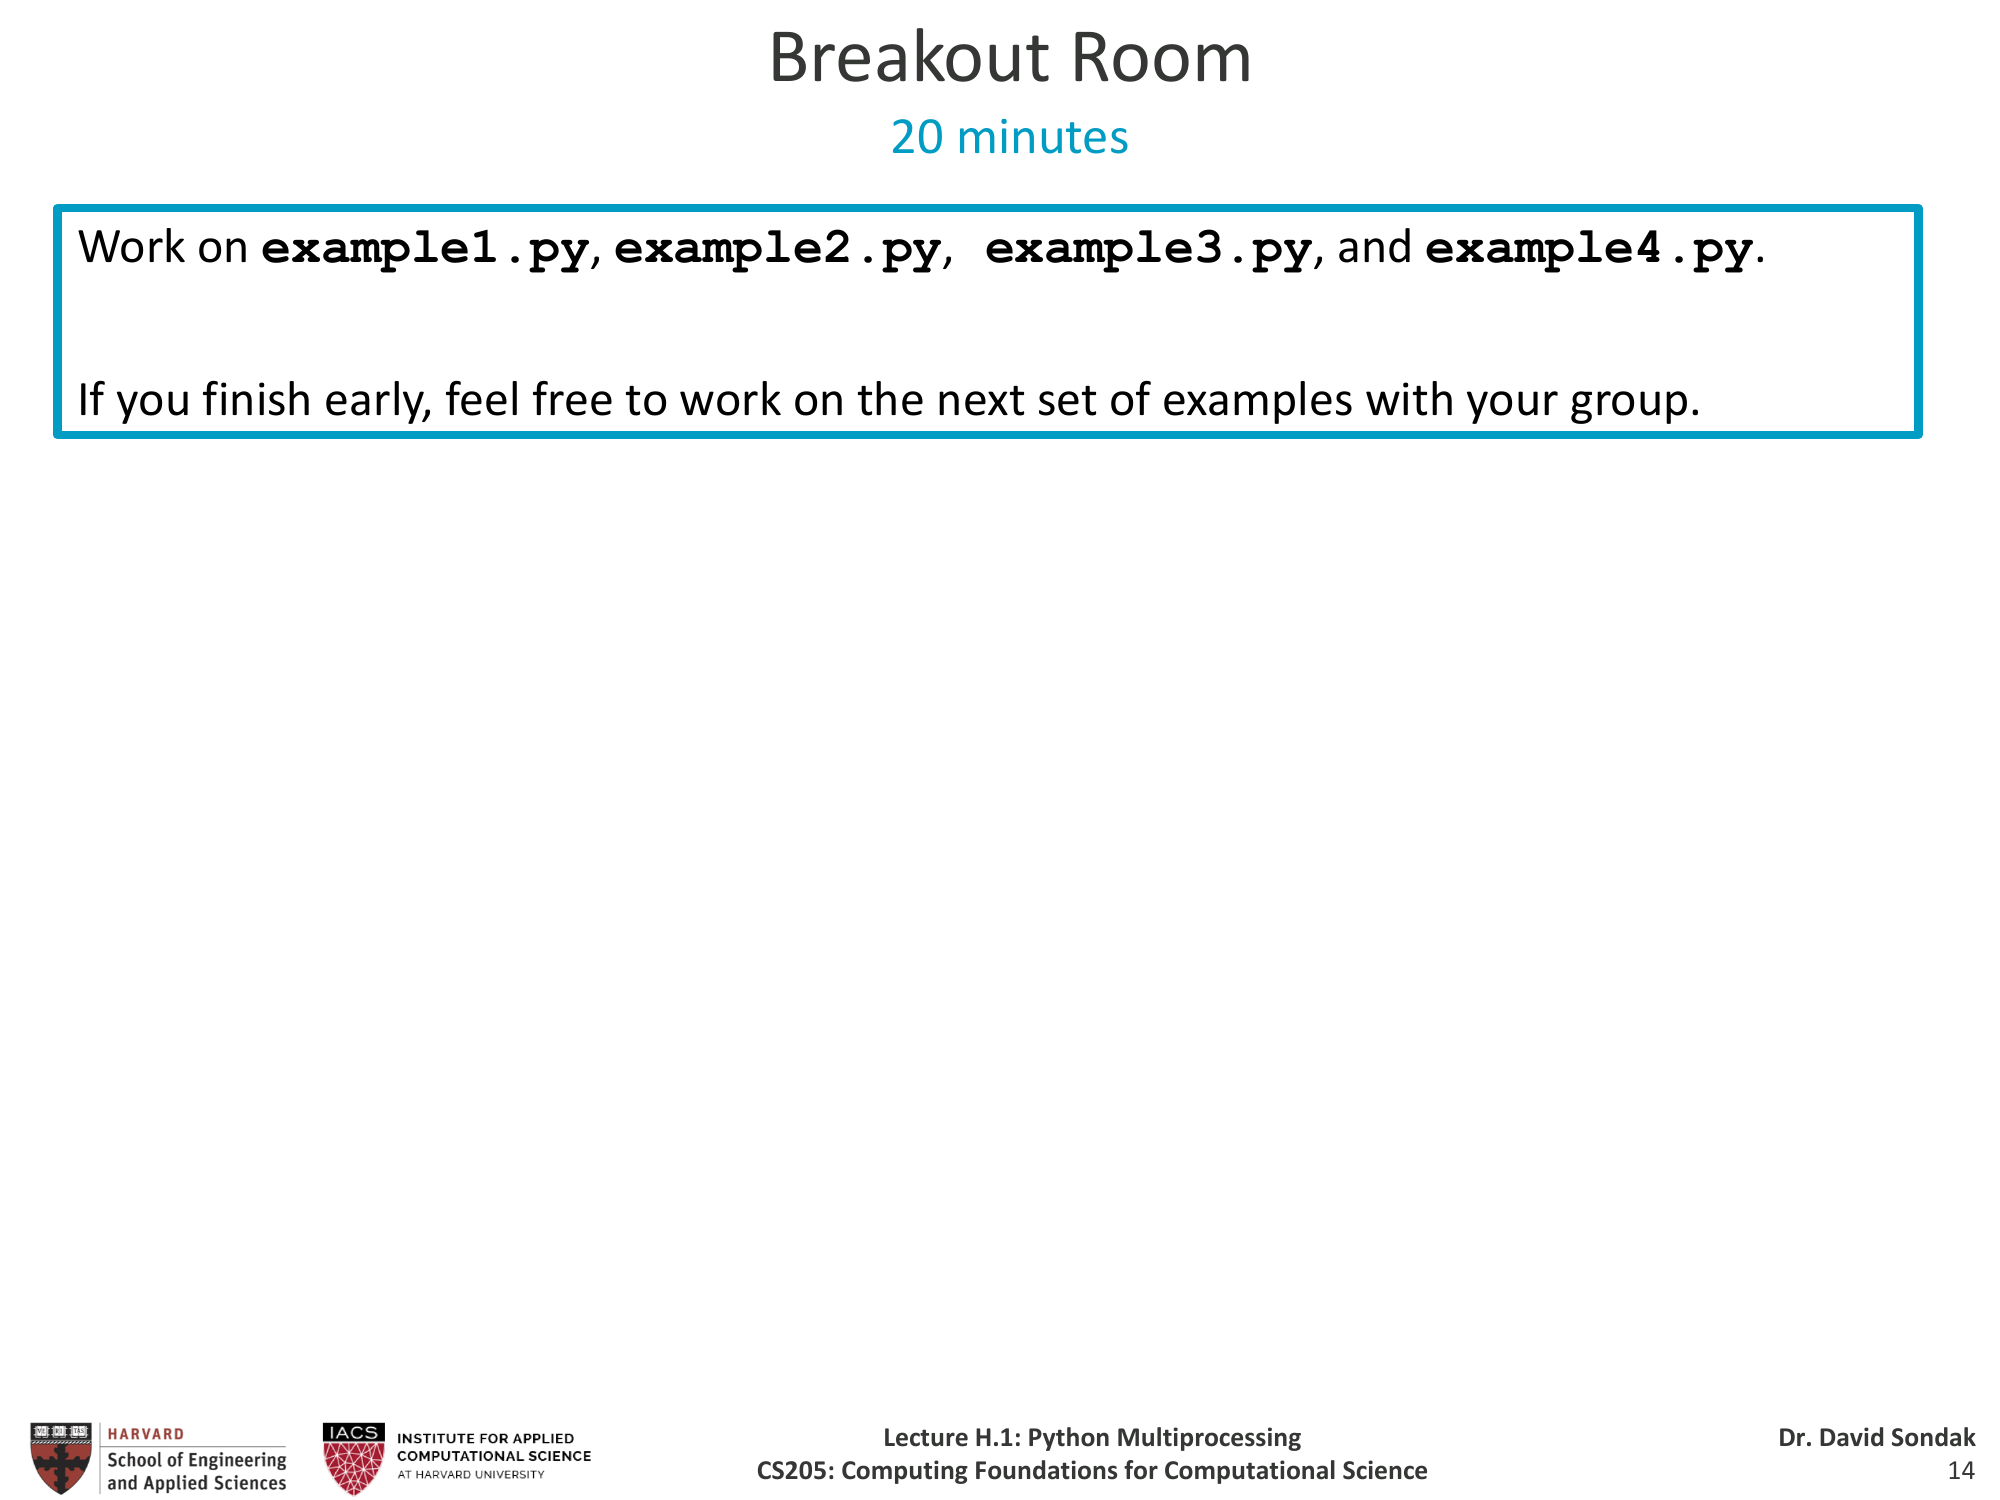 Breakout Room
20 minutes
Work on example1.py, example2.py, example3.py, and example4.py.
If you finish early, feel free to work on the next set of examples with your group.
HARVARD
School of Engineering
and Applied Sciences
IACS
INSTITUTE FOR APPLIED
COMPUTATIONAL SCIENCE
AT HARVARD UNIVERSITY
Lecture H.1: Python Multiprocessing
CS205: Computing Foundations for Computational Science
Dr. David Sondak
14